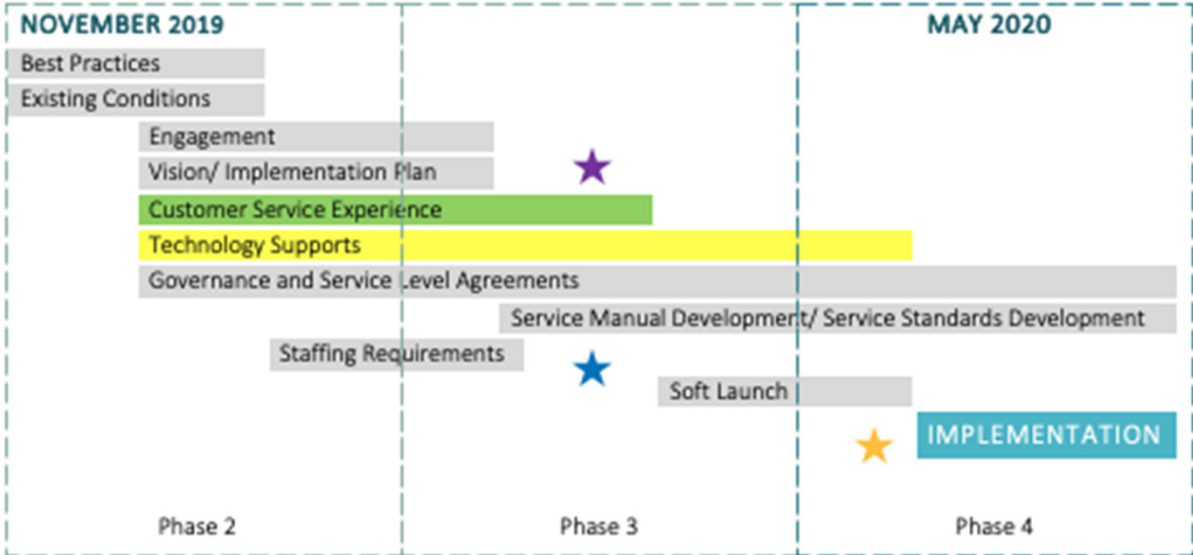 NOVEMBER 2019
MAY 2020
Best Practices
Existing Conditions
Engagement
Vision/ Implementation Plan
Customer Service Experience
Technology Supports
Governance and Service Level Agreements
Service Manual Development/ Service Standards Development
Staffing Requirements
Soft Launch
IMPLEMENTATION
Phase 2
Phase 3
Phase 4